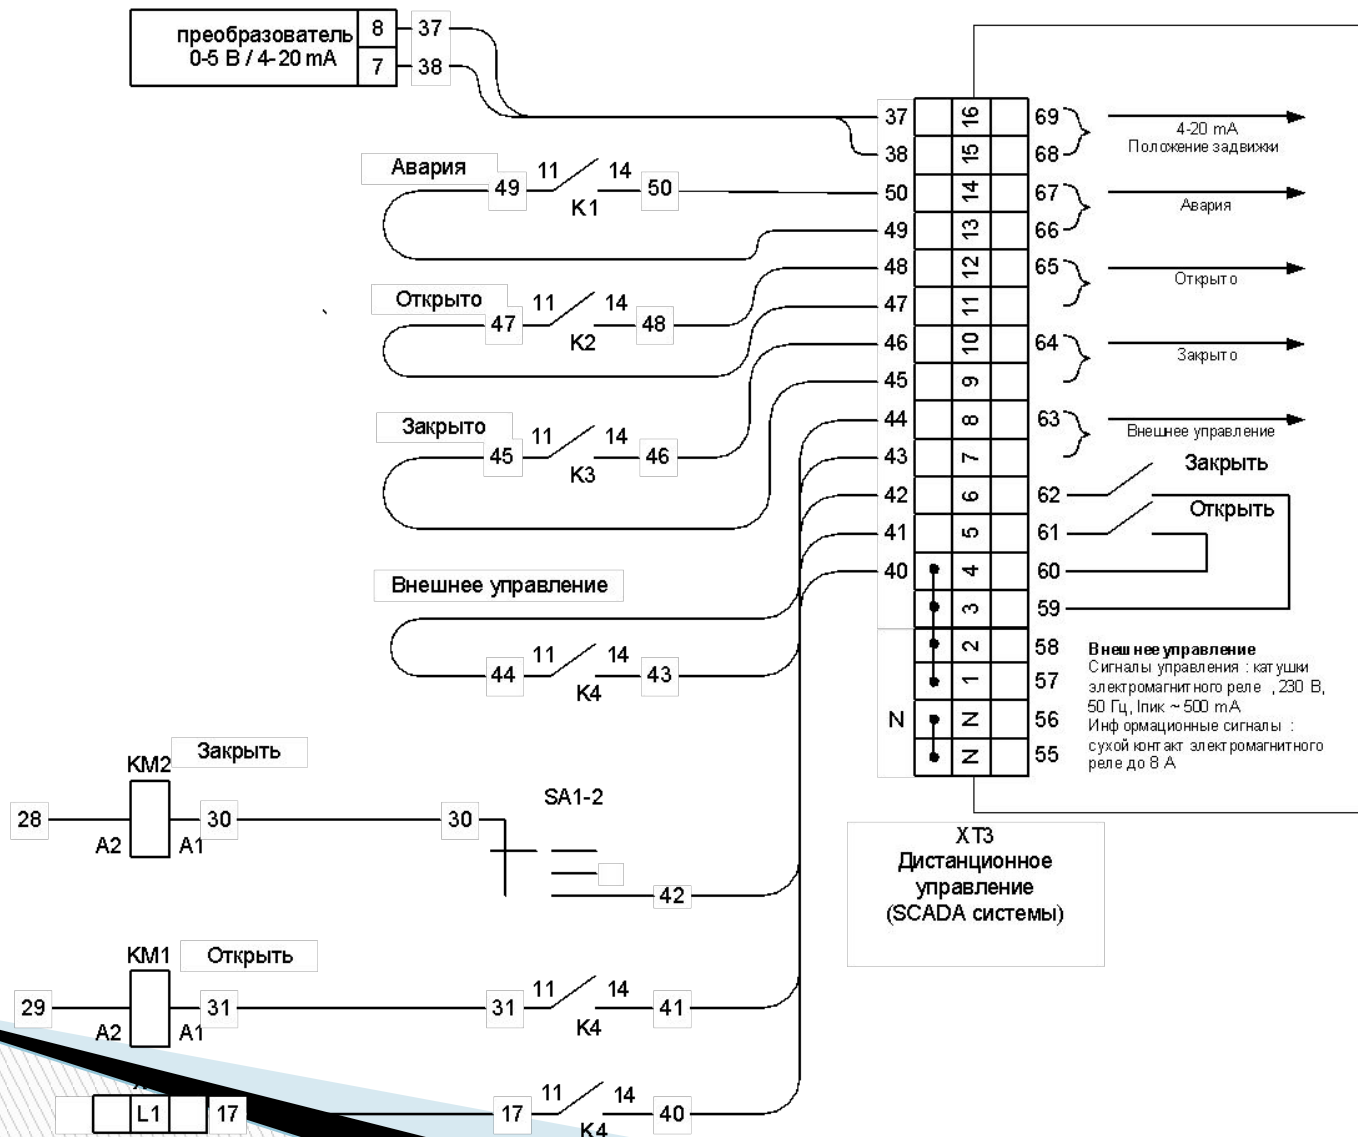 преобразователь 8 37
0-5 В / 4-20 mA 7 38
37 16 69
4-20 mA
Положение задвижки
38 15 68
Авария
49 11 14 50
K1
50 14 67
Авария
49 13 66
48 12 65
Открыто
47 11
Открыто
47 11 14 48
K2
46 10 64
Закрыто
45 9
Закрыто
45 11 14 46
K3
44 8 63
Внешнее управление
43 7
Закрыть
42 6 62
Открыть
41 5 61
40 4 60
3 59
Внешнее управление
44 11 14 43
K4
2 58
1 57
N N 56
N 55
Внешнее управление
Сигналы управления : катушки
электромагнитного реле , 230 В,
50 Гц, Iпик ~ 500 mA
Информационные сигналы :
сухой контакт электромагнитного
реле до 8 А
Закрыть
KM2
28 30 30
A2 A1
SA1-2
42
XT3
Дистанционное
управление
(SCADA системы)
KM1 Открыть
29 31 31 11 14 41
A2 A1
K4
L1 17 17 11 14 40
K4